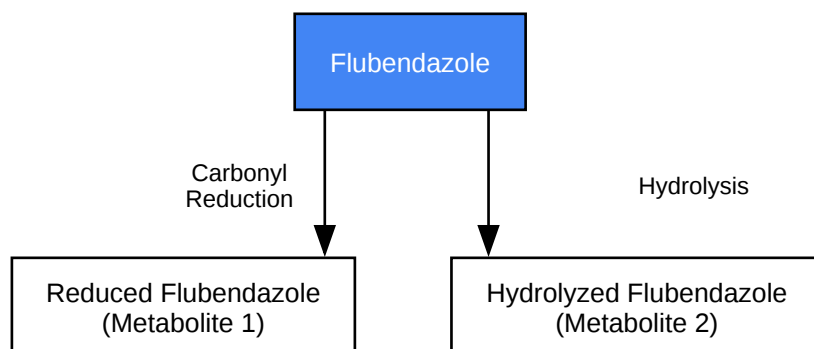 Flubendazole
Carbonyl
Reduction
Hydrolysis
Reduced Flubendazole
(Metabolite 1)
Hydrolyzed Flubendazole
(Metabolite 2)